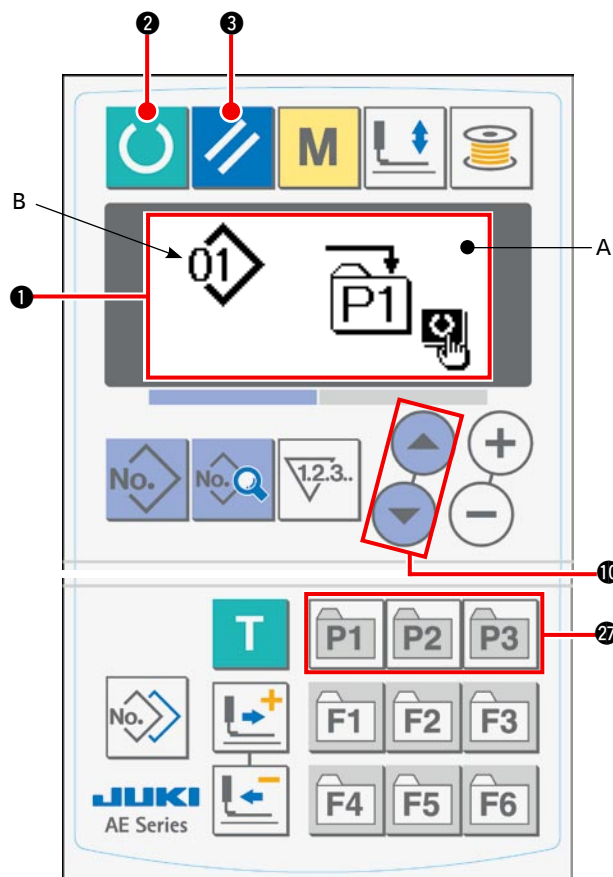 2 3
M
B
A
1
01
P1
No. No. 1.2.3..
+
−
10
T P1 P2 P3
27
No. + F1 F2 F3
JUKI − F4 F5 F6
AE Series